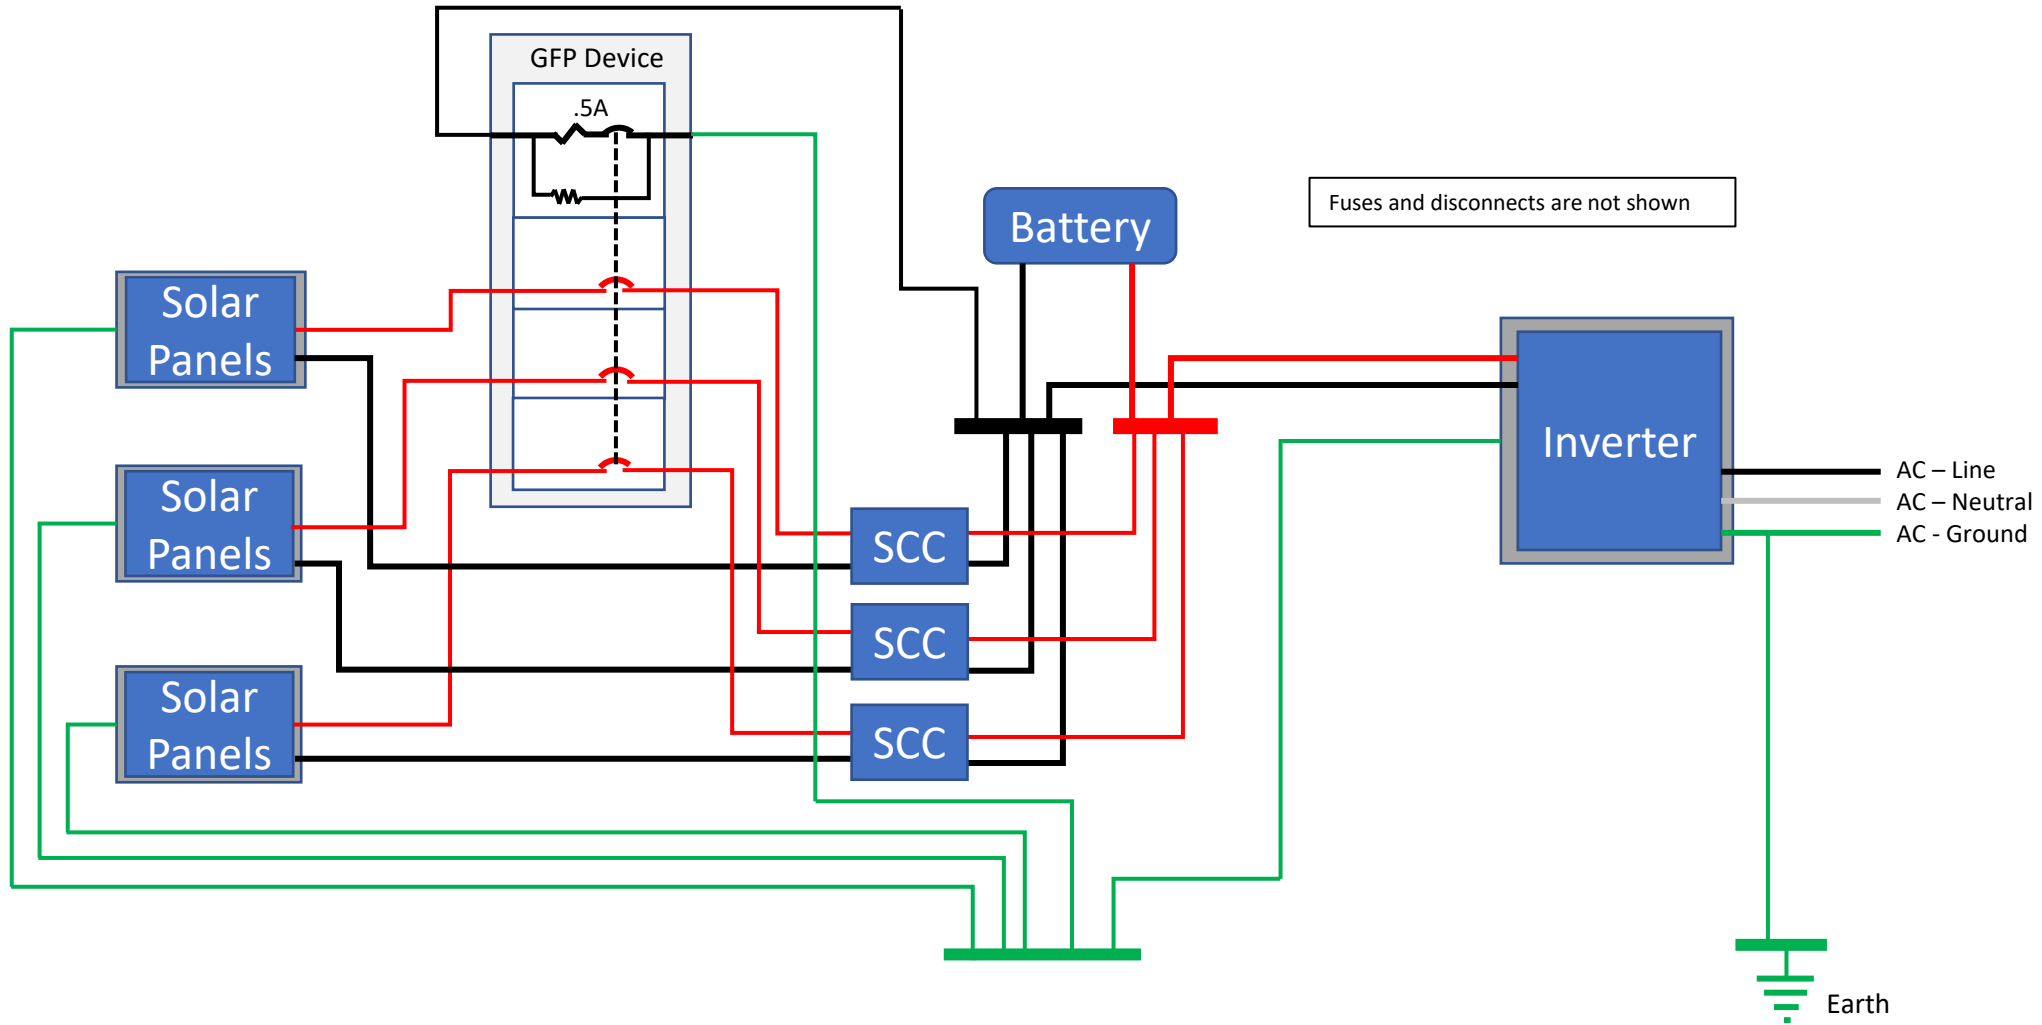 GFP Device
.5A
Battery
Fuses and disconnects are not shown
Solar
Panels
Inverter
AC – Line
AC – Neutral
AC - Ground
Solar
Panels
SCC
SCC
Solar
Panels
SCC
Earth